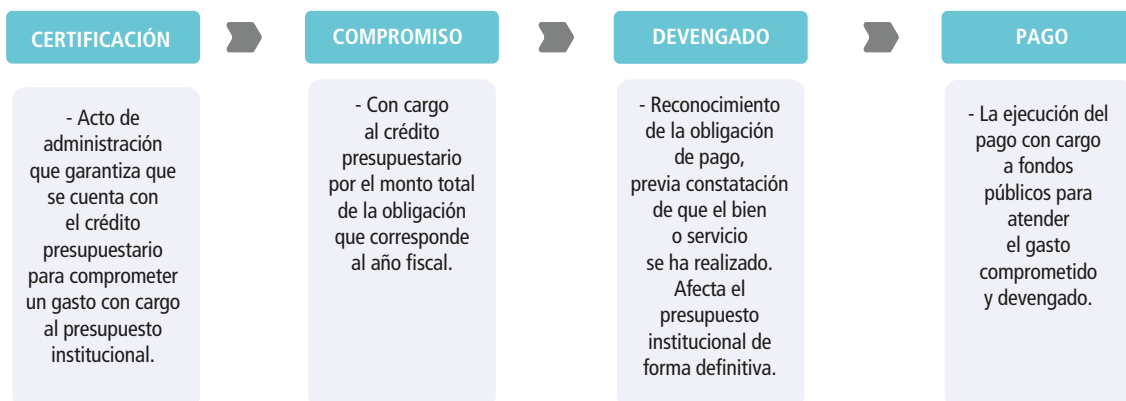 CERTIFICACIÓN
- Acto de
administración
que garantiza que
se cuenta con
el crédito
presupuestario
para comprometer
un gasto con cargo
al presupuesto
institucional.
COMPROMISO
- Con cargo
al crédito
presupuestario
por el monto total
de la obligación
que corresponde
al año fiscal.
DEVENGADO
- Reconocimiento
de la obligación
de pago,
previa constatación
de que el bien
o servicio
se ha realizado.
Afecta el
presupuesto
institucional de
forma definitiva.
PAGO
- La ejecución del
pago con cargo
a fondos
públicos para
atender
el gasto
comprometido
y devengado.